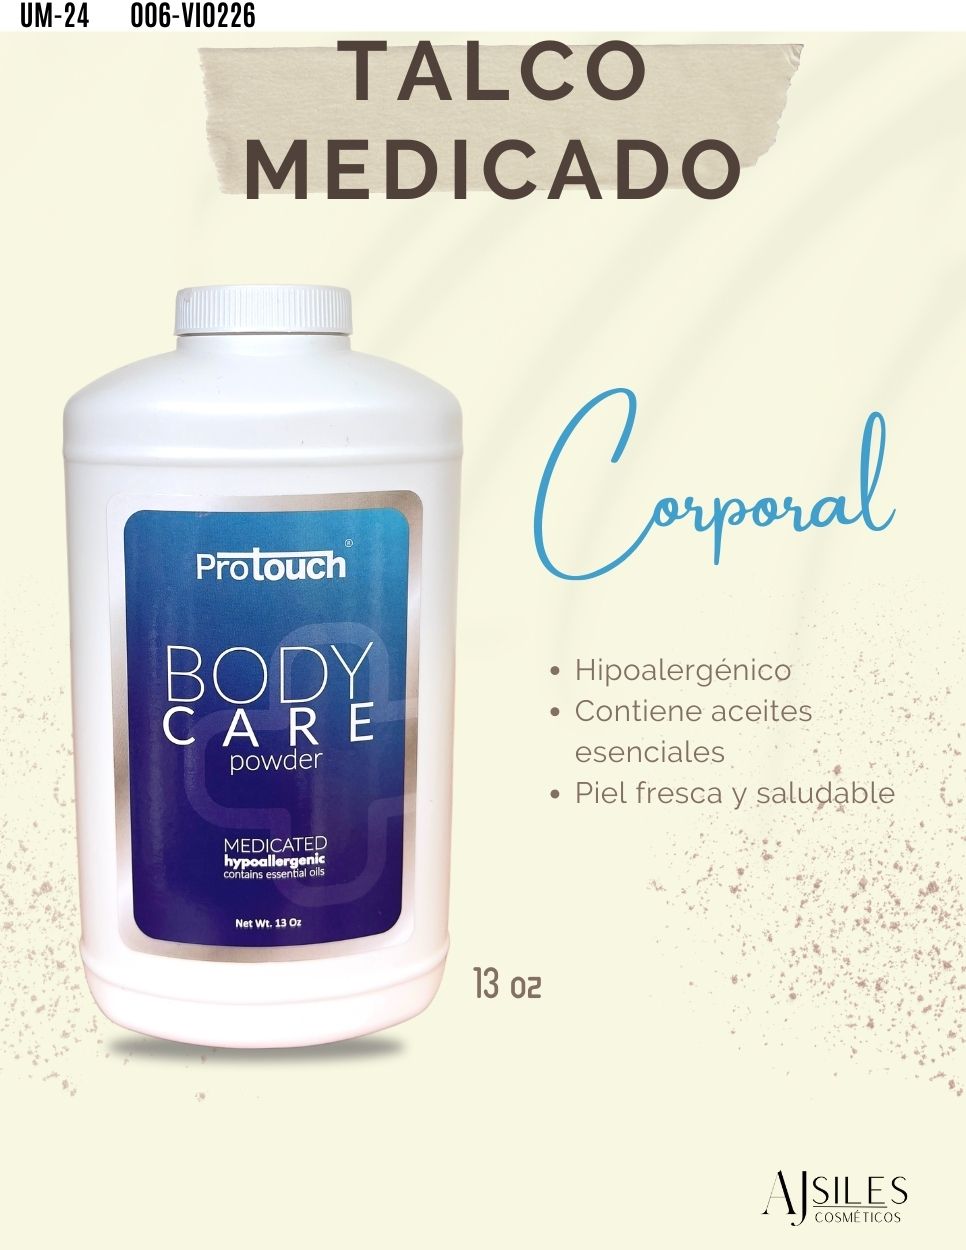 UM-24 006-VIO226
TALCO
MEDICADO
Corporal
Protouch®
BODY
CARE
powder
MEDICATED
hypoallergenic
contains essential oils
Net Wt. 13 Oz
• Hipoalergénico
• Contiene aceites
esenciales
• Piel fresca y saludable
13 oz
AJSILES
COSMÉTICOS